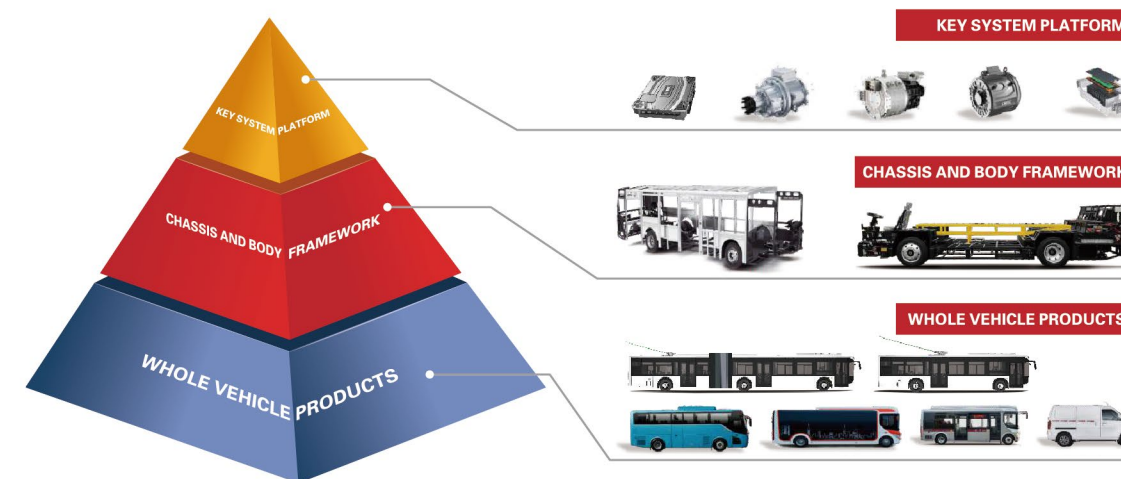 KEY SYSTEM PLATFORM
CHASSIS AND BODY FRAMEWORK
WHOLE VEHICLE PRODUCTS
KEY SYSTEM PLATFORM
CHASSIS AND BODY FRAMEWORK
WHOLE VEHICLE PRODUCTS